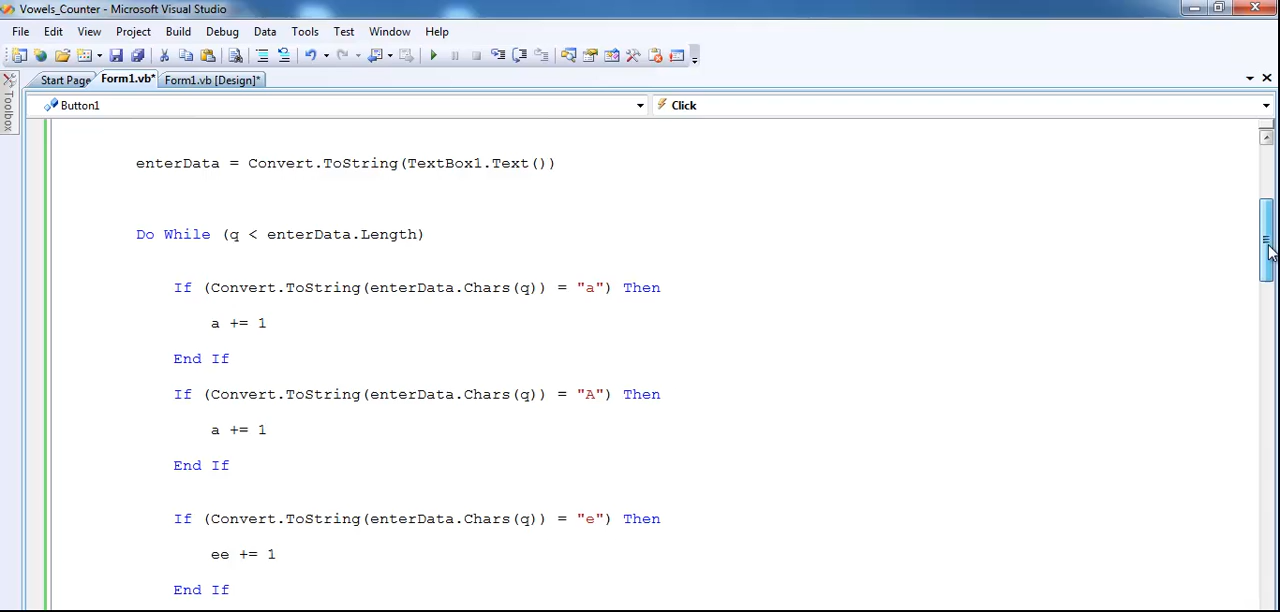 Vowels_Counter - Microsoft Visual Studio
File Edit View Project Build Debug Data Tools Test Window Help
Start Page Form1.vb* Form1.vb [Design]*
Toolbox
Button1 Click
enterData = Convert.ToString(TextBox1.Text())
Do While (q < enterData.Length)
If (Convert.ToString(enterData.Chars(q)) = "a") Then
a += 1
End If
If (Convert.ToString(enterData.Chars(q)) = "A") Then
a += 1
End If
If (Convert.ToString(enterData.Chars(q)) = "e") Then
ee += 1
End If